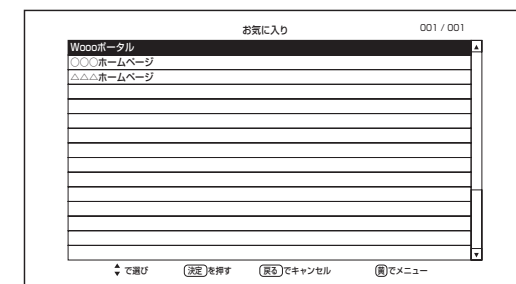 お気に入り 001 / 001
Woooポータル
○○○ホームページ
△△△ホームページ
で選び 決定を押す 戻るでキャンセル 黄でメニュー